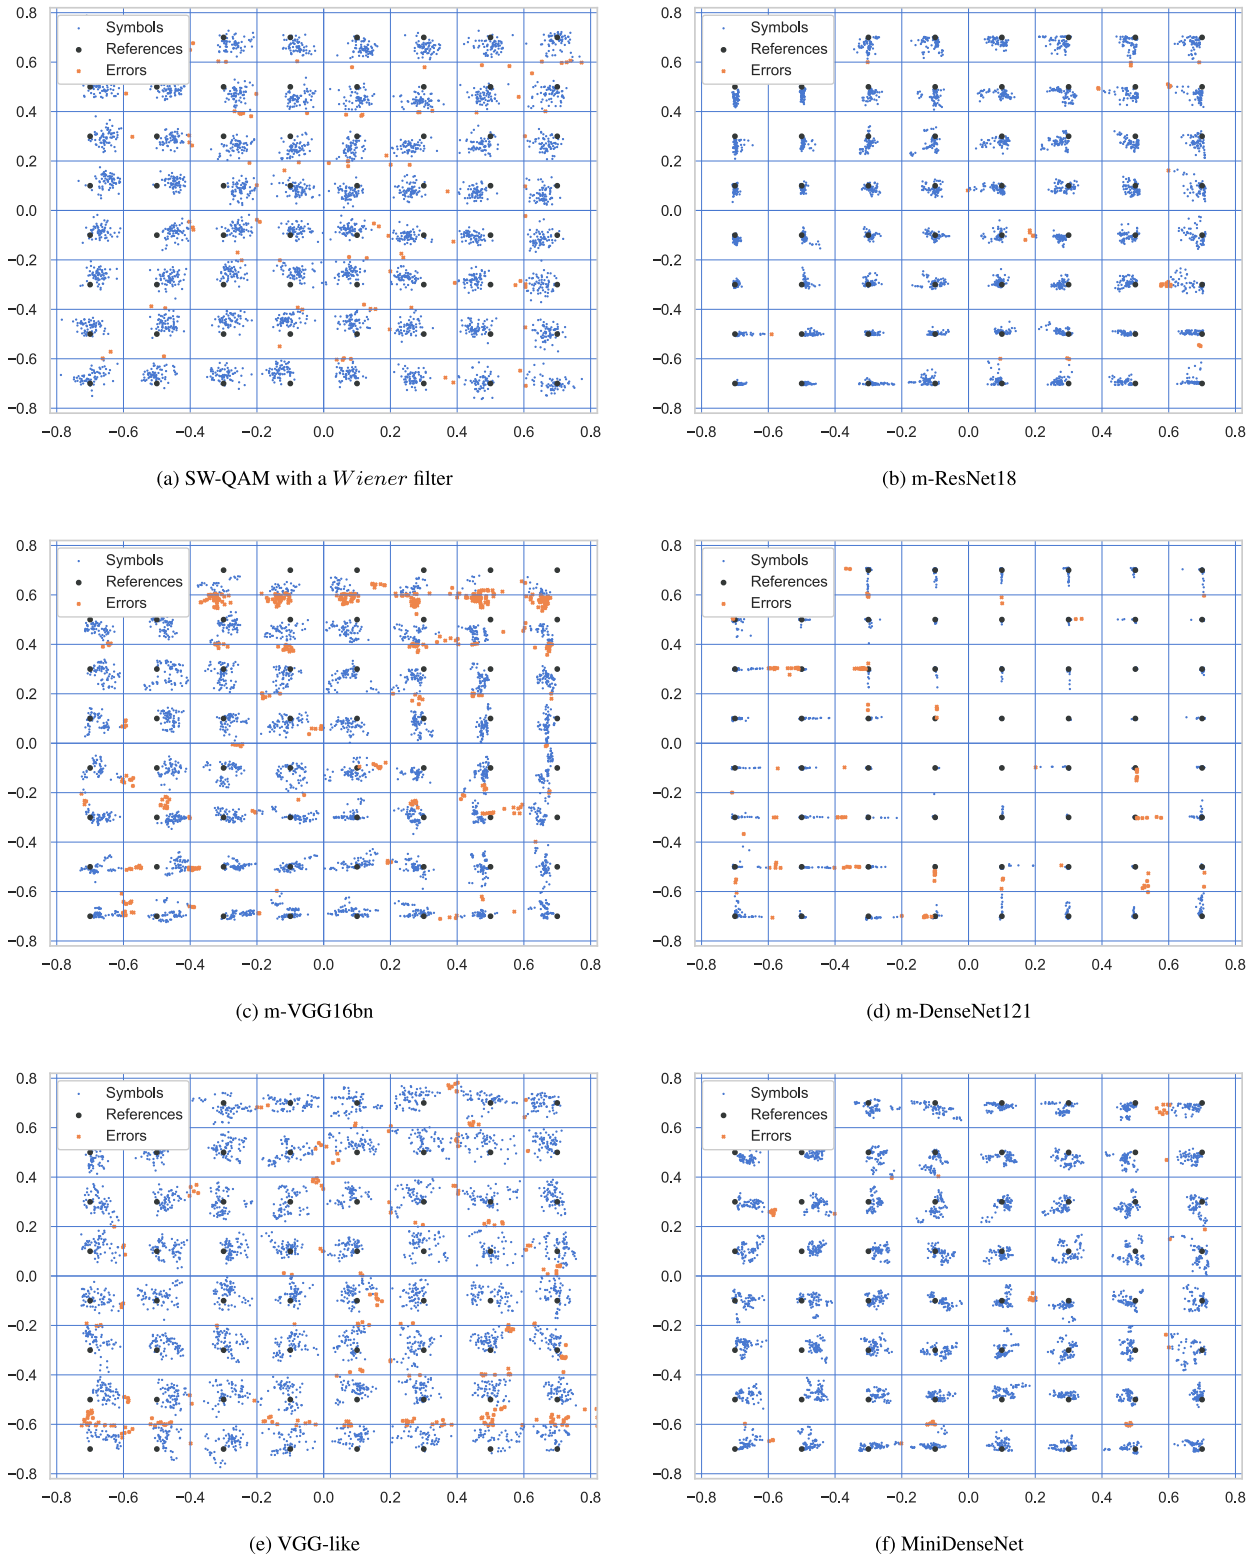 0.8
0.6
0.4
0.2
0.0
−0.2
−0.4
−0.6
−0.8
Symbols
References
Errors
−0.8 −0.6 −0.4 −0.2 0.0 0.2 0.4 0.6 0.8
(a) SW-QAM with a Wiener filter
0.8
0.6
0.4
0.2
0.0
−0.2
−0.4
−0.6
−0.8
Symbols
References
Errors
−0.8 −0.6 −0.4 −0.2 0.0 0.2 0.4 0.6 0.8
(b) m-ResNet18
0.8
0.6
0.4
0.2
0.0
−0.2
−0.4
−0.6
−0.8
Symbols
References
Errors
−0.8 −0.6 −0.4 −0.2 0.0 0.2 0.4 0.6 0.8
(c) m-VGG16bn
0.8
0.6
0.4
0.2
0.0
−0.2
−0.4
−0.6
−0.8
Symbols
References
Errors
−0.8 −0.6 −0.4 −0.2 0.0 0.2 0.4 0.6 0.8
(d) m-DenseNet121
0.8
0.6
0.4
0.2
0.0
−0.2
−0.4
−0.6
−0.8
Symbols
References
Errors
−0.8 −0.6 −0.4 −0.2 0.0 0.2 0.4 0.6 0.8
(e) VGG-like
0.8
0.6
0.4
0.2
0.0
−0.2
−0.4
−0.6
−0.8
Symbols
References
Errors
−0.8 −0.6 −0.4 −0.2 0.0 0.2 0.4 0.6 0.8
(f) MiniDenseNet